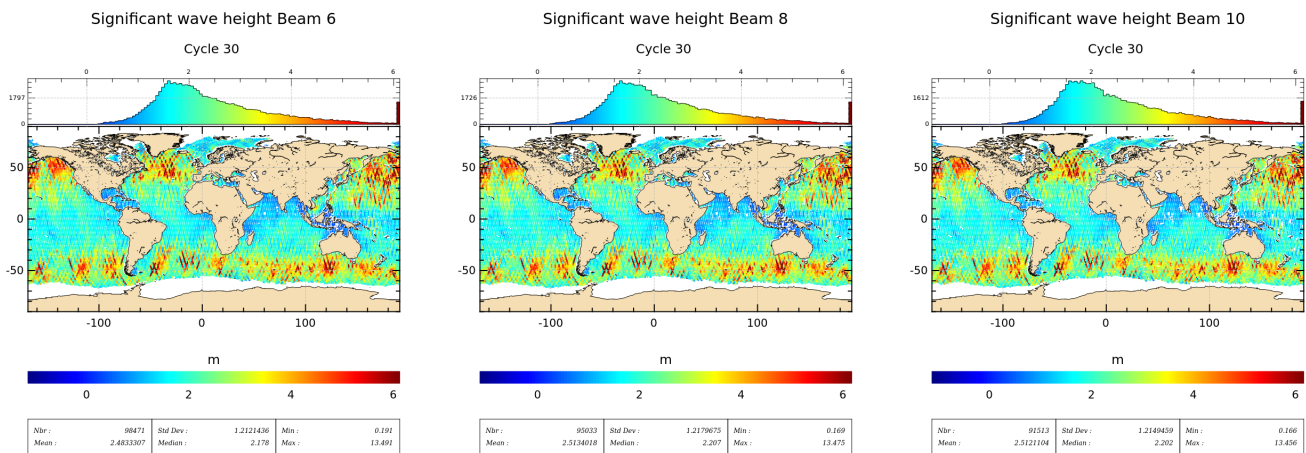 Significant wave height Beam 6
Cycle 30
0 2 4 6
1797
0
50
0
-50
-100 0 100
m
0 2 4 6
Nbr : 98471 Std Dev : 1.2121436 Min : 0.191
Mean : 2.4833307 Median : 2.178 Max : 13.491
Significant wave height Beam 8
Cycle 30
0 2 4 6
1726
0
50
0
-50
-100 0 100
m
0 2 4 6
Nbr : 95033 Std Dev : 1.2179675 Min : 0.169
Mean : 2.5134018 Median : 2.207 Max : 13.475
Significant wave height Beam 10
Cycle 30
0 2 4 6
1612
0
50
0
-50
-100 0 100
m
0 2 4 6
Nbr : 91513 Std Dev : 1.2149459 Min : 0.166
Mean : 2.5121104 Median : 2.202 Max : 13.456